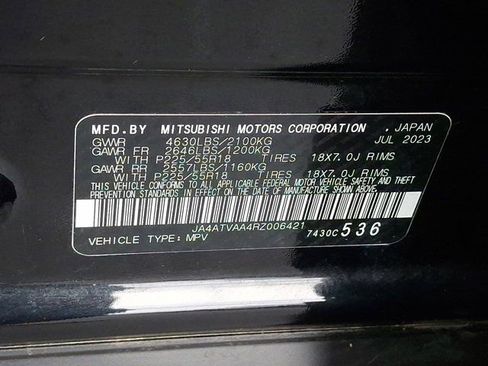 MFD. BY MITSUBISHI MOTORS CORPORATION , JAPAN
GVWR 4630LBS/2100KG JUL 2023
GAWR FR 2646LBS/1200KG
WITH P225/55R18 TIRES 18X7.0J RIMS
GAWR RR 2557LBS/1160KG
WITH P225/55R18 TIRES 18X7.0J RIMS
THIS VEHICLE CONFORMS TO ALL APPLICABLE FEDERAL
MOTOR VEHICLE SAFETY AND THEFT
PREVENTION STANDARDS IN EFFECT ON THE DATE OF MANUFACTURE SHOWN ABOVE.
JA4ATVAA4RZ006421
VEHICLE TYPE: MPV 7430C 536